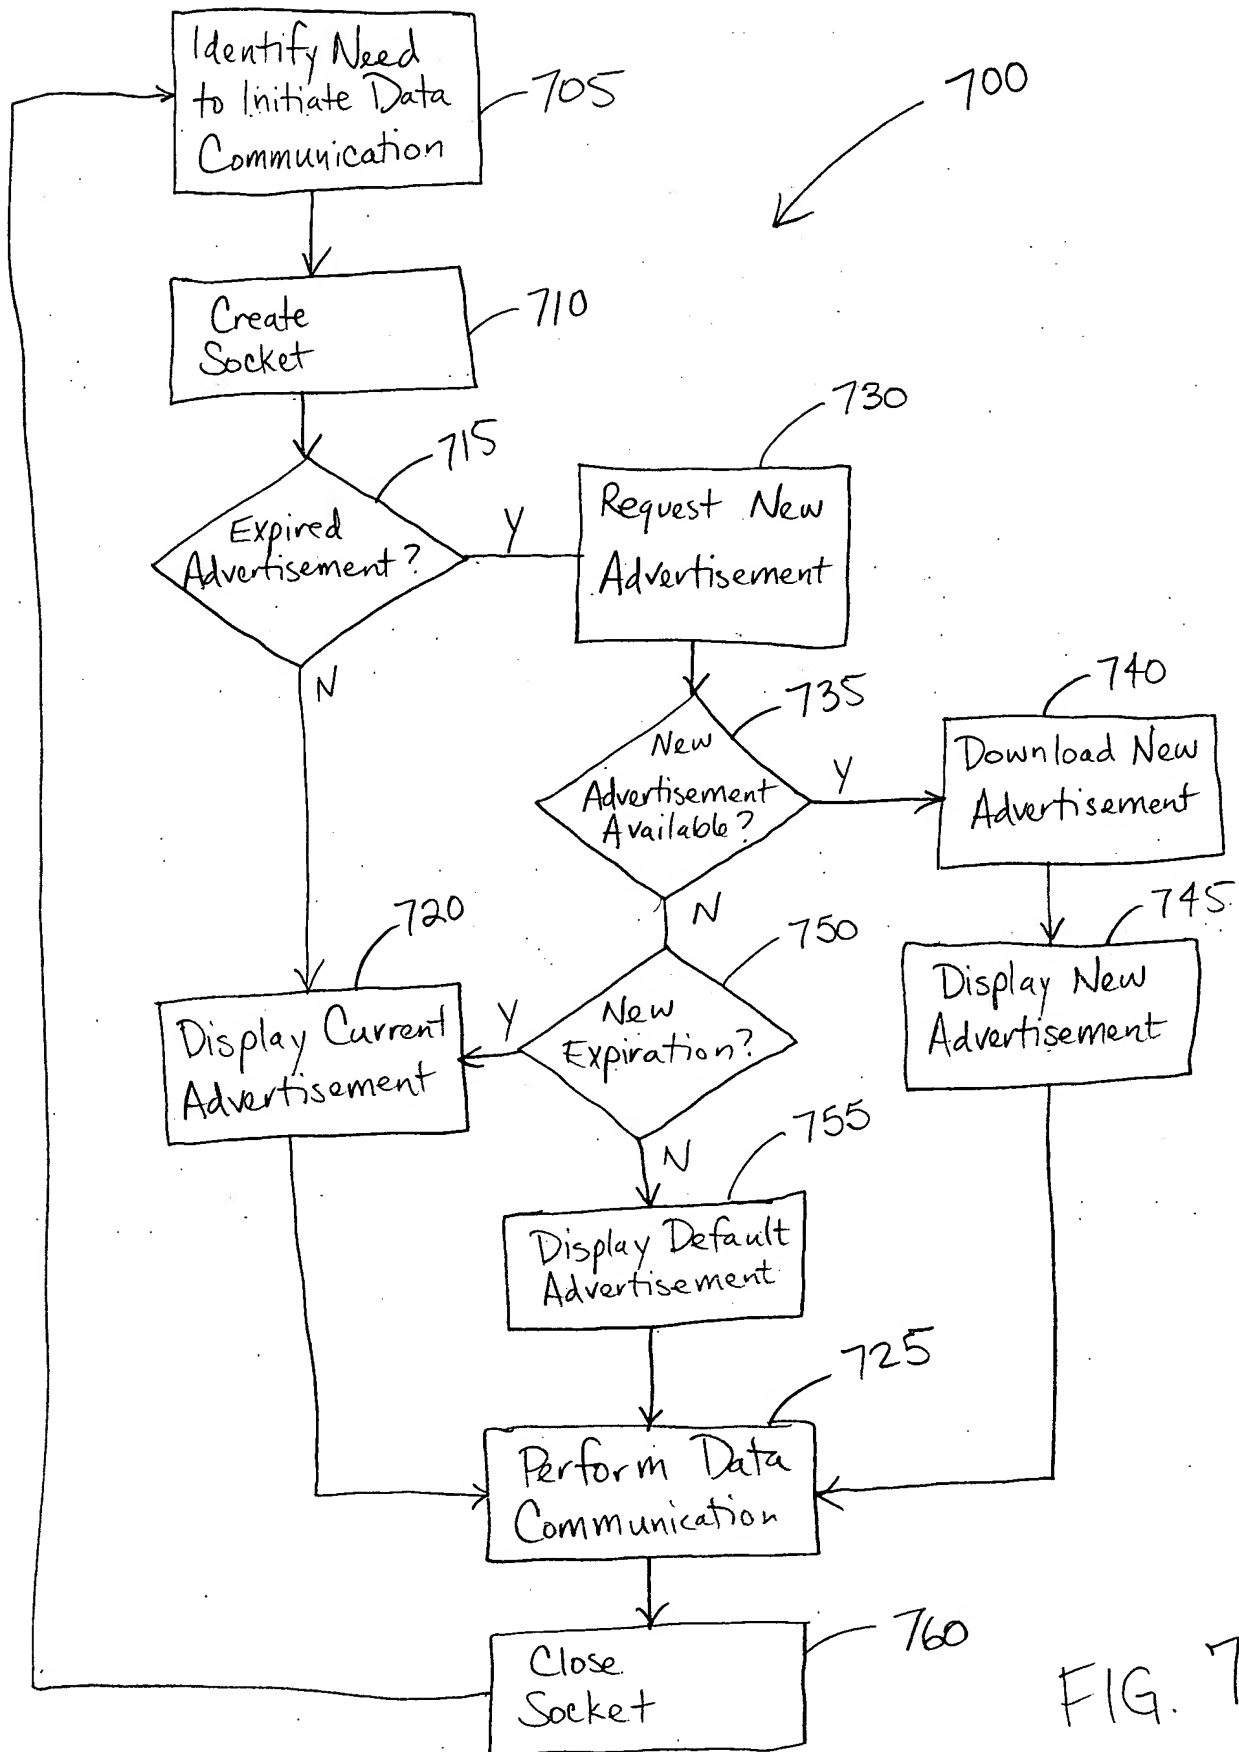 Identify Need
to Initiate Data
Communication
705
700
Create
Socket
710
715
Expired
Advertisement?
Y
N
730
Request New
Advertisement
735
New
Advertisement
Available?
Y
N
740
Download New
Advertisement
745
Display New
Advertisement
720
Display Current
Advertisement
750
New
Expiration?
Y
N
755
Display Default
Advertisement
725
Perform Data
Communication
760
Close
Socket
FIG. 7